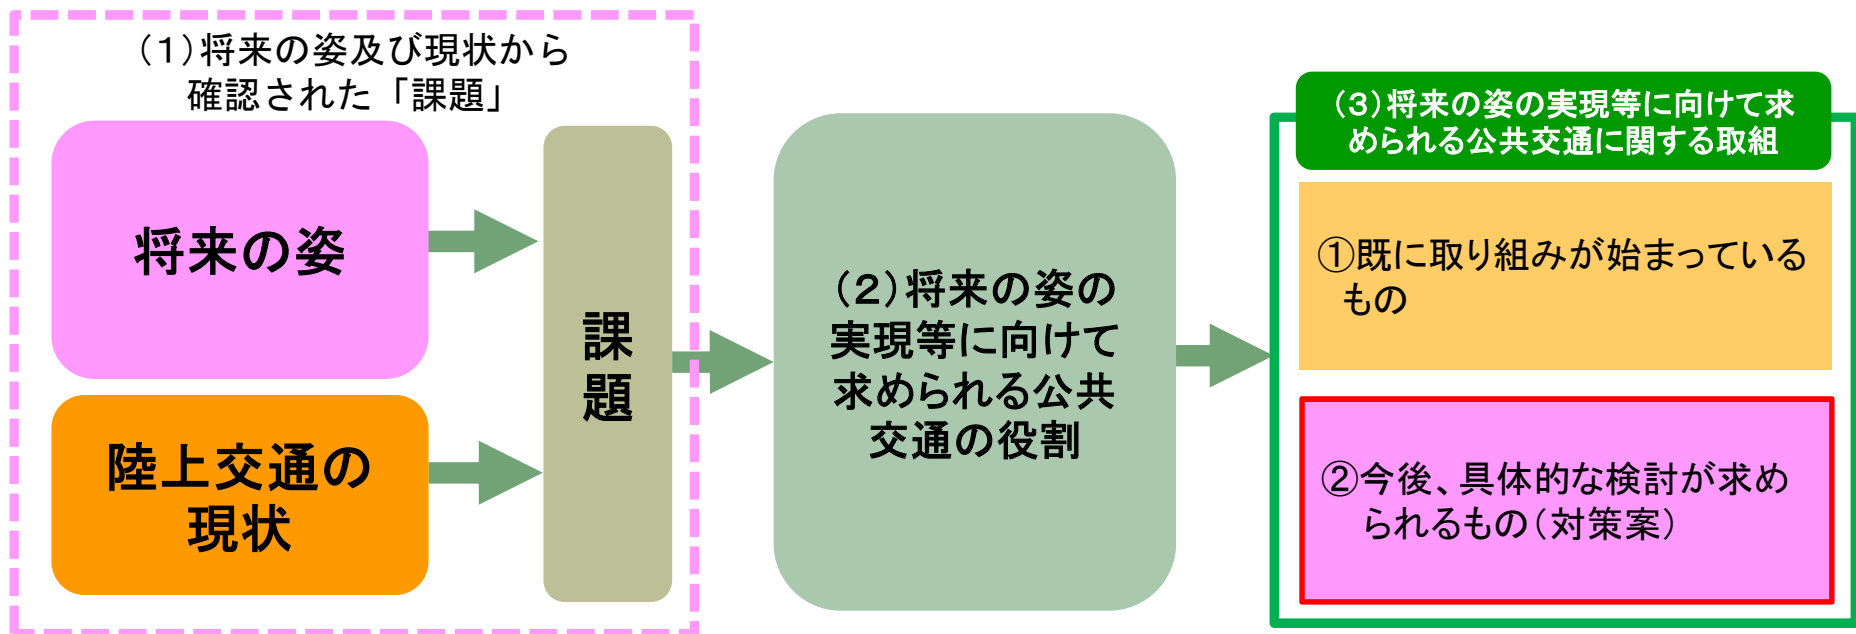 (1)将来の姿及び現状から
確認された「課題」
将来の姿
陸上交通の
現状
課
題
(2)将来の姿の
実現等に向けて
求められる公共
交通の役割
(3)将来の姿の実現等に向けて求
められる公共交通に関する取組
①既に取り組みが始まっている
もの
②今後、具体的な検討が求め
られるもの(対策案)